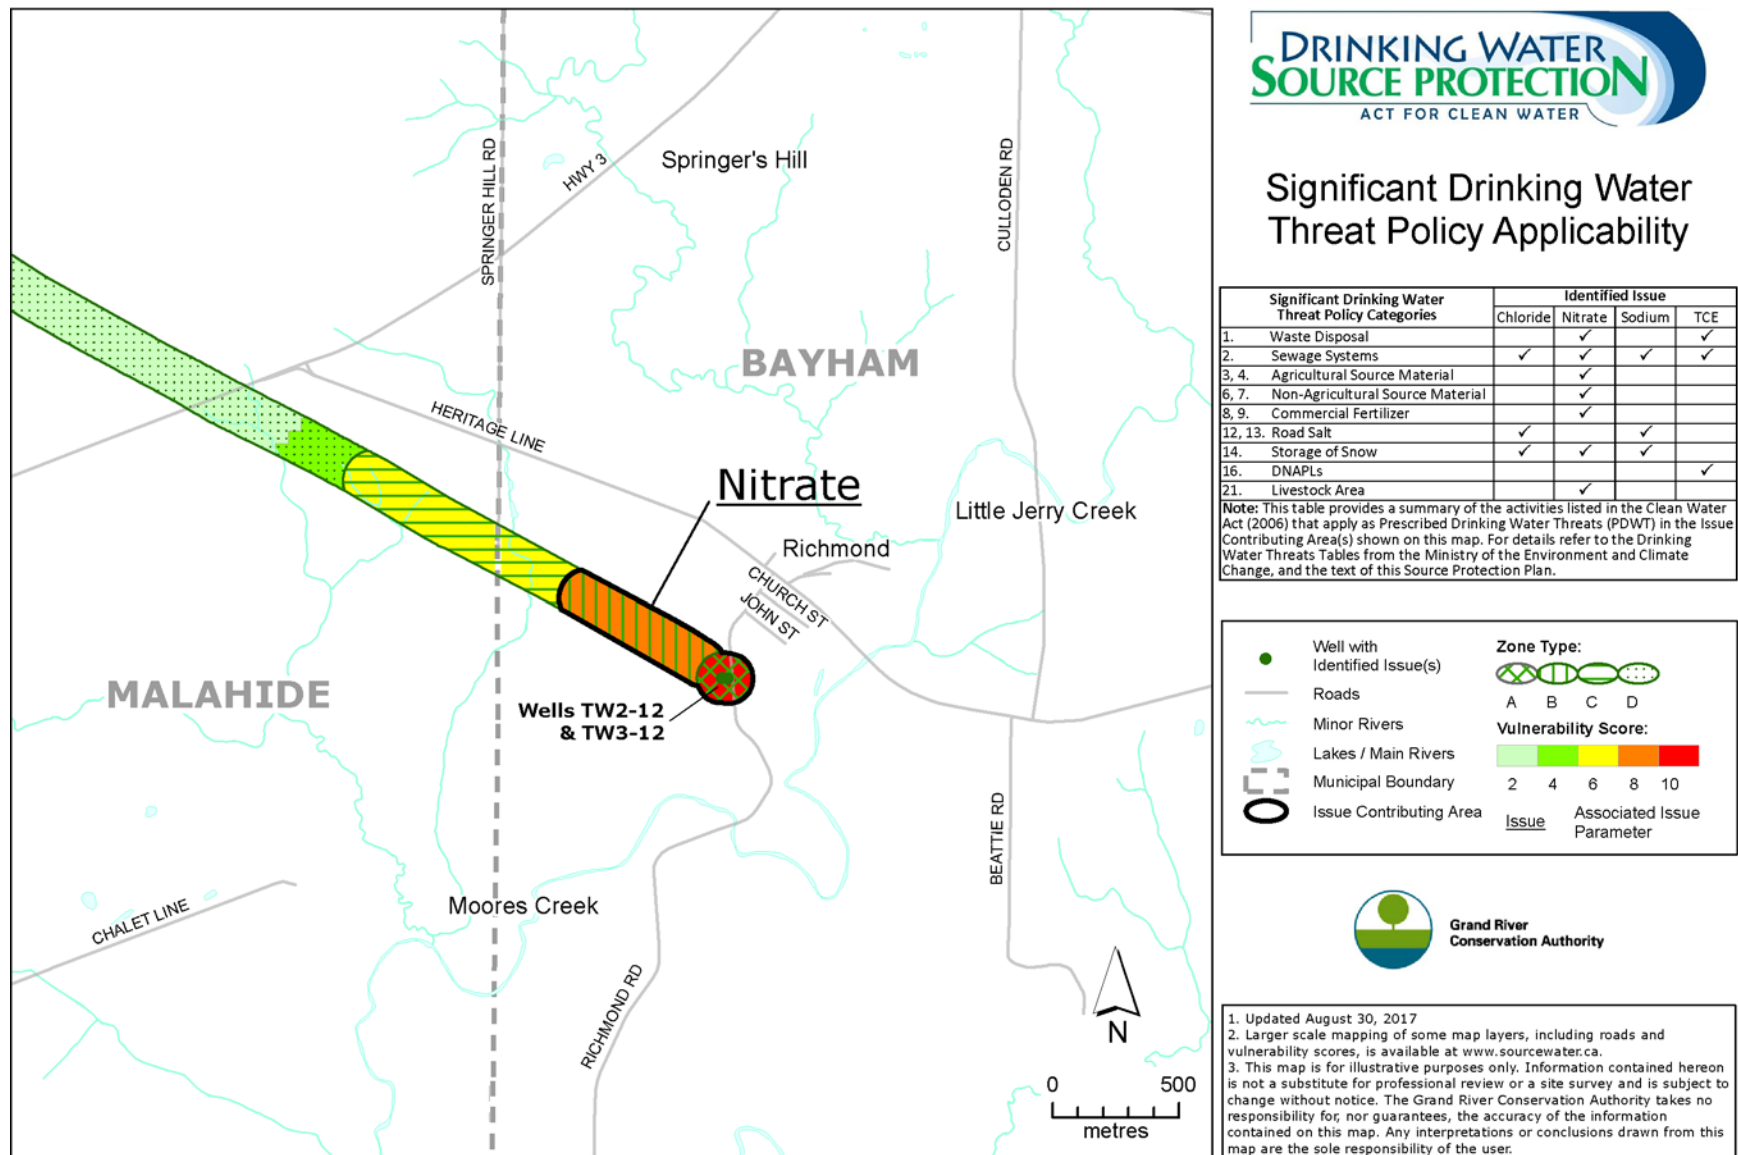 DRINKING WATER
SOURCE PROTECTION
ACT FOR CLEAN WATER
Significant Drinking Water
Threat Policy Applicability
Significant Drinking Water
Threat Policy Categories
Identified Issue
Chloride Nitrate Sodium TCE
1. Waste Disposal ✓ ✓
2. Sewage Systems ✓ ✓ ✓ ✓
3, 4. Agricultural Source Material ✓
6, 7. Non-Agricultural Source Material ✓
8, 9. Commercial Fertilizer ✓
12, 13. Road Salt ✓ ✓
14. Storage of Snow ✓ ✓ ✓
16. DNAPLs ✓
21. Livestock Area ✓
Note: This table provides a summary of the activities listed in the Clean Water
Act (2006) that apply as Prescribed Drinking Water Threats (PDWT) in the Issue
Contributing Area(s) shown on this map. For details refer to the Drinking
Water Threats Tables from the Ministry of the Environment and Climate
Change, and the text of this Source Protection Plan.
Well with
Identified Issue(s)
Roads
Minor Rivers
Lakes / Main Rivers
Municipal Boundary
Issue Contributing Area
Zone Type:
A B C D
Vulnerability Score:
2 4 6 8 10
Issue
Associated Issue
Parameter
Grand River
Conservation Authority
1. Updated August 30, 2017
2. Larger scale mapping of some map layers, including roads and
vulnerability scores, is available at www.sourcewater.ca.
3. This map is for illustrative purposes only. Information contained hereon
is not a substitute for professional review or a site survey and is subject to
change without notice. The Grand River Conservation Authority takes no
responsibility for, nor guarantees, the accuracy of the information
contained on this map. Any interpretations or conclusions drawn from this
map are the sole responsibility of the user.
SPRINGER HILL RD
HWY 3
Springer's Hill
CULLODEN RD
BAYHAM
HERITAGE LINE
Nitrate
Little Jerry Creek
Richmond
CHURCH ST
JOHN ST
MALAHIDE
Wells TW2-12
& TW3-12
BEATTIE RD
Moores Creek
CHALET LINE
RICHMOND RD
N
0 500
metres